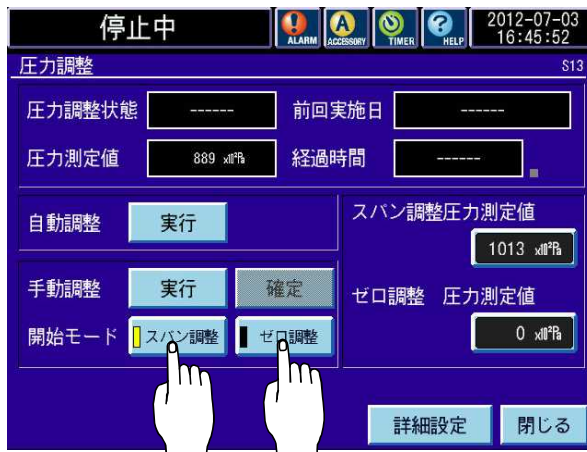 停止中
ALARM
ACCESSORY
TIMER
HELP
2012-07-03
16:45:52
圧力調整
S13
圧力調整状態 ------
前回実施日 ------
圧力測定値 889 x10²Pa
経過時間 ------
自動調整 実行
スパン調整圧力測定値
1013 x10²Pa
手動調整 実行 確定
ゼロ調整 圧力測定値
0 x10²Pa
開始モード スパン調整 ゼロ調整
詳細設定 閉じる